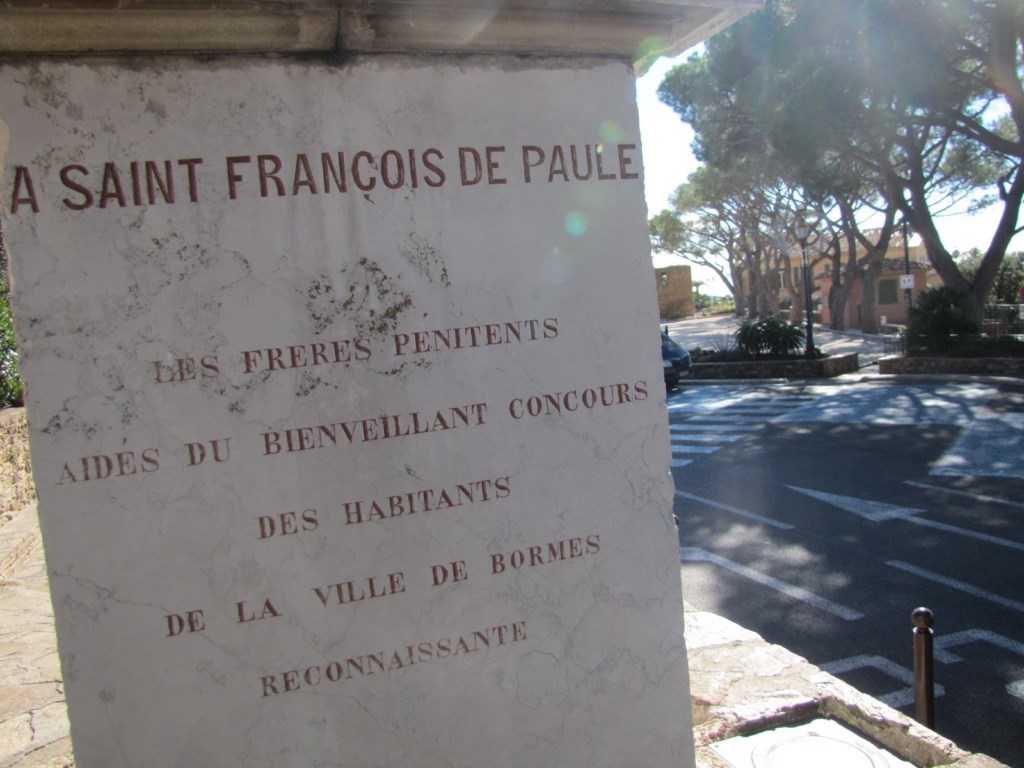 A SAINT FRANÇOIS DE PAULE
LES FRERES PENITENTS
AIDÉS DU BIENVEILLANT CONCOURS
DES HABITANTS
DE LA VILLE DE BORMES
RECONNAISSANTE